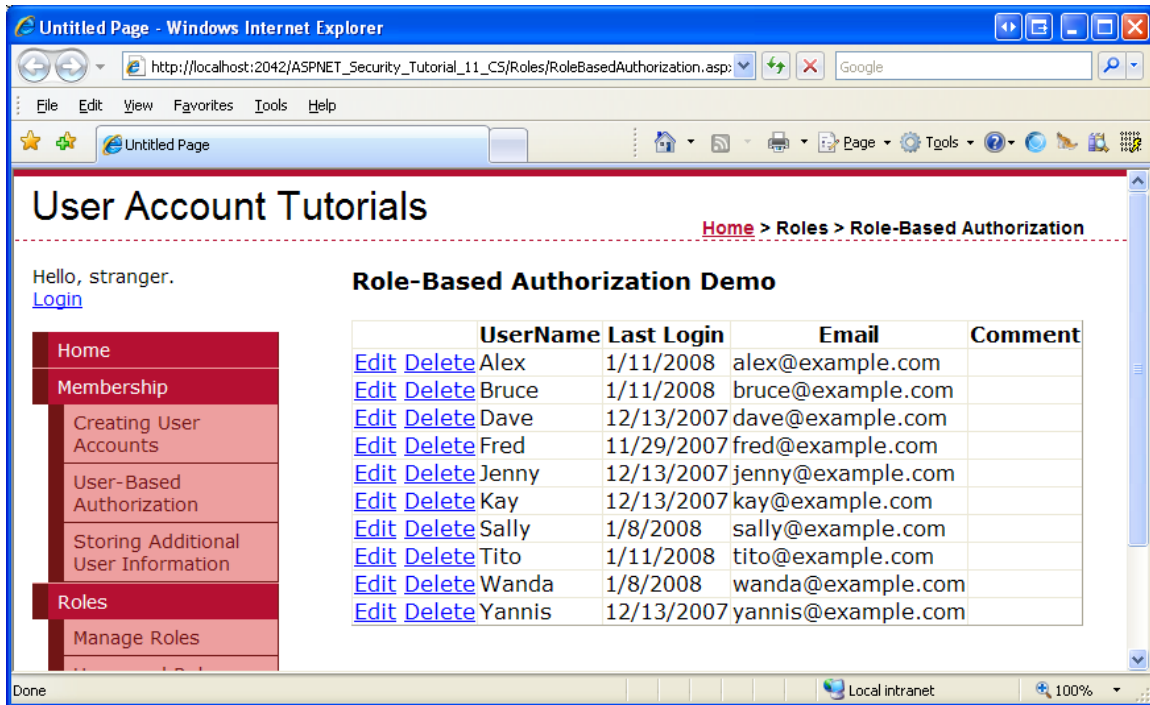 Untitled Page - Windows Internet Explorer
http://localhost:2042/ASPNET_Security_Tutorial_11_CS/Roles/RoleBasedAuthorization.asp
Google
File Edit View Favorites Tools Help
Untitled Page
Page Tools
User Account Tutorials
Home > Roles > Role-Based Authorization
Hello, stranger.
Login
Home
Membership
Creating User
Accounts
User-Based
Authorization
Storing Additional
User Information
Roles
Manage Roles
Role-Based Authorization Demo
UserName Last Login Email Comment
Edit Delete Alex 1/11/2008 alex@example.com
Edit Delete Bruce 1/11/2008 bruce@example.com
Edit Delete Dave 12/13/2007 dave@example.com
Edit Delete Fred 11/29/2007 fred@example.com
Edit Delete Jenny 12/13/2007 jenny@example.com
Edit Delete Kay 12/13/2007 kay@example.com
Edit Delete Sally 1/8/2008 sally@example.com
Edit Delete Tito 1/11/2008 tito@example.com
Edit Delete Wanda 1/8/2008 wanda@example.com
Edit Delete Yannis 12/13/2007 yannis@example.com
Done
Local intranet
100%